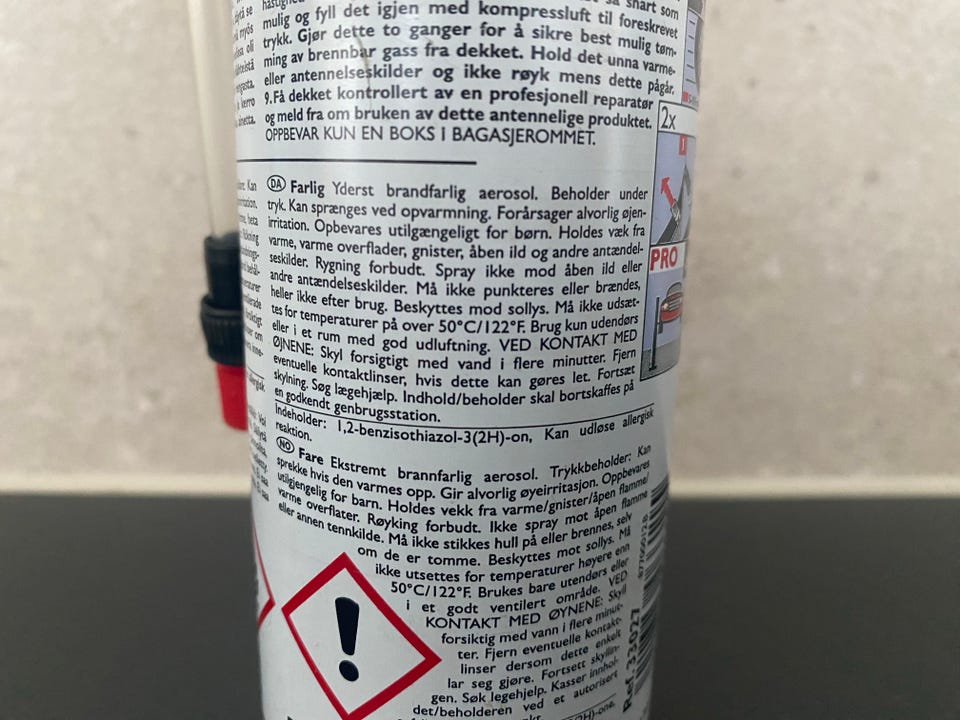 så snart som
mulig og fyll det igjen med kompressluft til foreskrevet
trykk. Gjør dette to ganger for å sikre best mulig tøm-
ming av brennbar gass fra dekket. Hold det unna varme-
eller antennelseskilder og ikke røyk mens dette pågår.
9.Få dekket kontrollert av en profesjonell reparatør
og meld fra om bruken av dette antennelige produktet.
OPPBEVAR KUN EN BOKS I BAGASJEROMMET.
2x
PRO
DA Farlig Yderst brandfarlig aerosol. Beholder under
tryk. Kan sprænges ved opvarmning. Forårsager alvorlig øjen-
irritation. Opbevares utilgængeligt for børn. Holdes væk fra
varme, varme overflader, gnister, åben ild og andre antændel-
seskilder. Rygning forbudt. Spray ikke mod åben ild eller
andre antændelseskilder. Må ikke punkteres eller brændes,
heller ikke efter brug. Beskyttes mod sollys. Må ikke udsæt-
tes for temperaturer på over 50°C/122°F. Brug kun udendørs
eller i et rum med god udluftning. VED KONTAKT MED
ØJNENE: Skyl forsigtigt med vand i flere minutter. Fjern
eventuelle kontaktlinser, hvis dette kan gøres let. Fortsæt
skylning. Søg lægehjælp. Indhold/beholder skal bortskaffes på
en godkendt genbrugsstation.
Indeholder: 1,2-benzisothiazol-3(2H)-on, Kan udløse allergisk
reaktion.
NO Fare Ekstremt brannfarlig aerosol. Trykkbeholder: Kan
sprekke hvis den varmes opp. Gir alvorlig øyeirritasjon. Oppbevares
utilgjengelig for barn. Holdes vekk fra varme/gnister/åpen flamme/
varme overflater. Røyking forbudt. Ikke spray mot åpen flamme
eller annen tennkilde. Må ikke stikkes hull på eller brennes, selv
om de er tomme. Beskyttes mot sollys. Må
ikke utsettes for temperaturer høyere enn
50°C/122°F. Brukes bare utendørs eller
i et godt ventilert område. VED
KONTAKT MED ØYNENE: Skyll
forsiktig med vann i flere minut-
ter. Fjern eventuelle kontakt-
linser dersom dette enkelt
lar seg gjøre. Fortsett skyllin-
gen. Søk legehjelp. Kasser innhol-
det/beholderen ved et autorisert
(2H)-one.
Ref. 33027